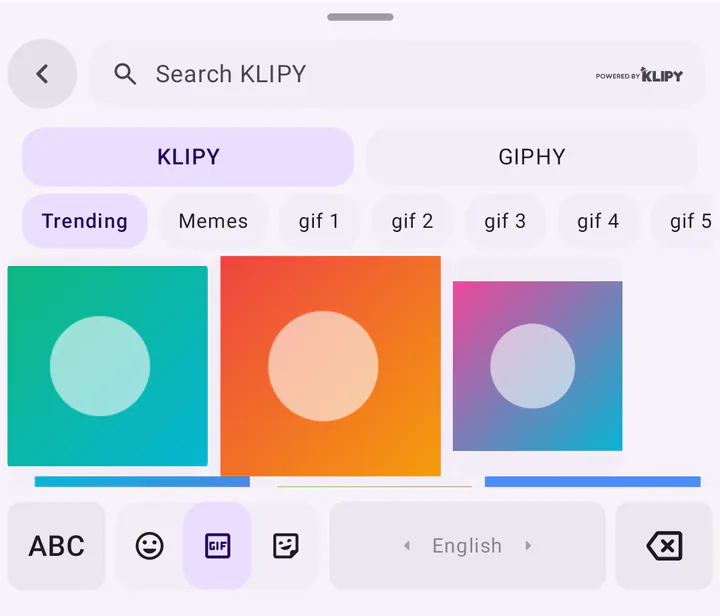 Search KLIPY
POWERED BY KLIPY
KLIPY
GIPHY
Trending
Memes
gif 1
gif 2
gif 3
gif 4
gif 5
ABC
GIF
English